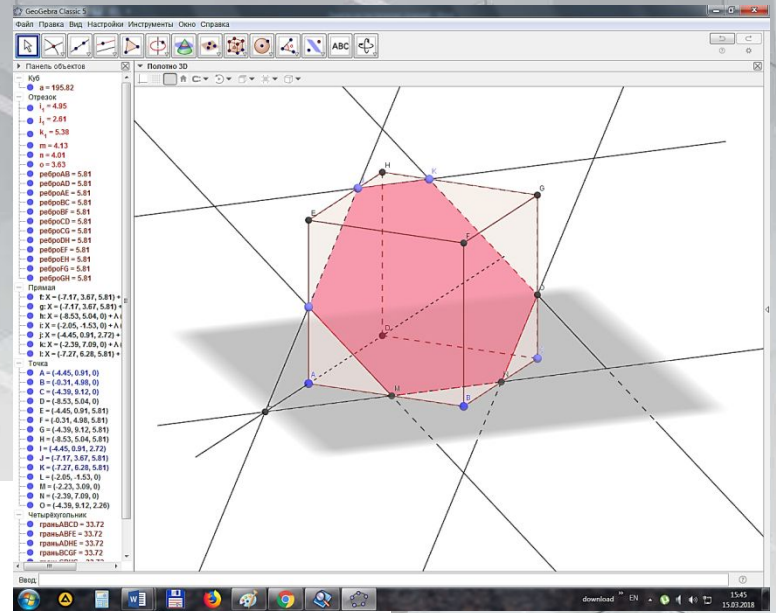 GeoGebra Classic 5
Файл Правка Вид Настройки Инструменты Окно Справка
ABC
Панель объектов
Полотно 3D
Куб
a = 195.82
Отрезок
i₁ = 4.95
j₁ = 2.61
k₁ = 5.38
m = 4.13
n = 4.01
o = 3.63
реброAB = 5.81
реброAD = 5.81
реброAE = 5.81
реброBC = 5.81
реброBF = 5.81
реброCD = 5.81
реброCG = 5.81
реброDH = 5.81
реброEF = 5.81
реброEH = 5.81
реброFG = 5.81
реброGH = 5.81
Прямая
f: X = (-7.17, 3.67, 5.81) +
g: X = (-7.17, 3.67, 5.81) +
h: X = (-8.53, 5.04, 0) + λ
i: X = (-2.05, -1.53, 0) + λ
j: X = (-4.45, 0.91, 2.72) +
k: X = (-2.39, 7.09, 0) + λ
l: X = (-7.27, 6.28, 5.81) +
Точка
A = (-4.45, 0.91, 0)
B = (-0.31, 4.98, 0)
C = (-4.39, 9.12, 0)
D = (-8.53, 5.04, 0)
E = (-4.45, 0.91, 5.81)
F = (-0.31, 4.98, 5.81)
G = (-4.39, 9.12, 5.81)
H = (-8.53, 5.04, 5.81)
I = (-4.45, 0.91, 2.72)
J = (-7.17, 3.67, 5.81)
K = (-7.27, 6.28, 5.81)
L = (-2.05, -1.53, 0)
M = (-2.23, 3.09, 0)
N = (-2.39, 7.09, 0)
O = (-4.39, 9.12, 2.26)
Четырёхугольник
граньABCD = 33.72
граньABFE = 33.72
граньADHE = 33.72
граньBCGF = 33.72
H
K
G
E
F
O
D
A
M
N
B
Ввод:
download
EN
15:45
15.03.2018